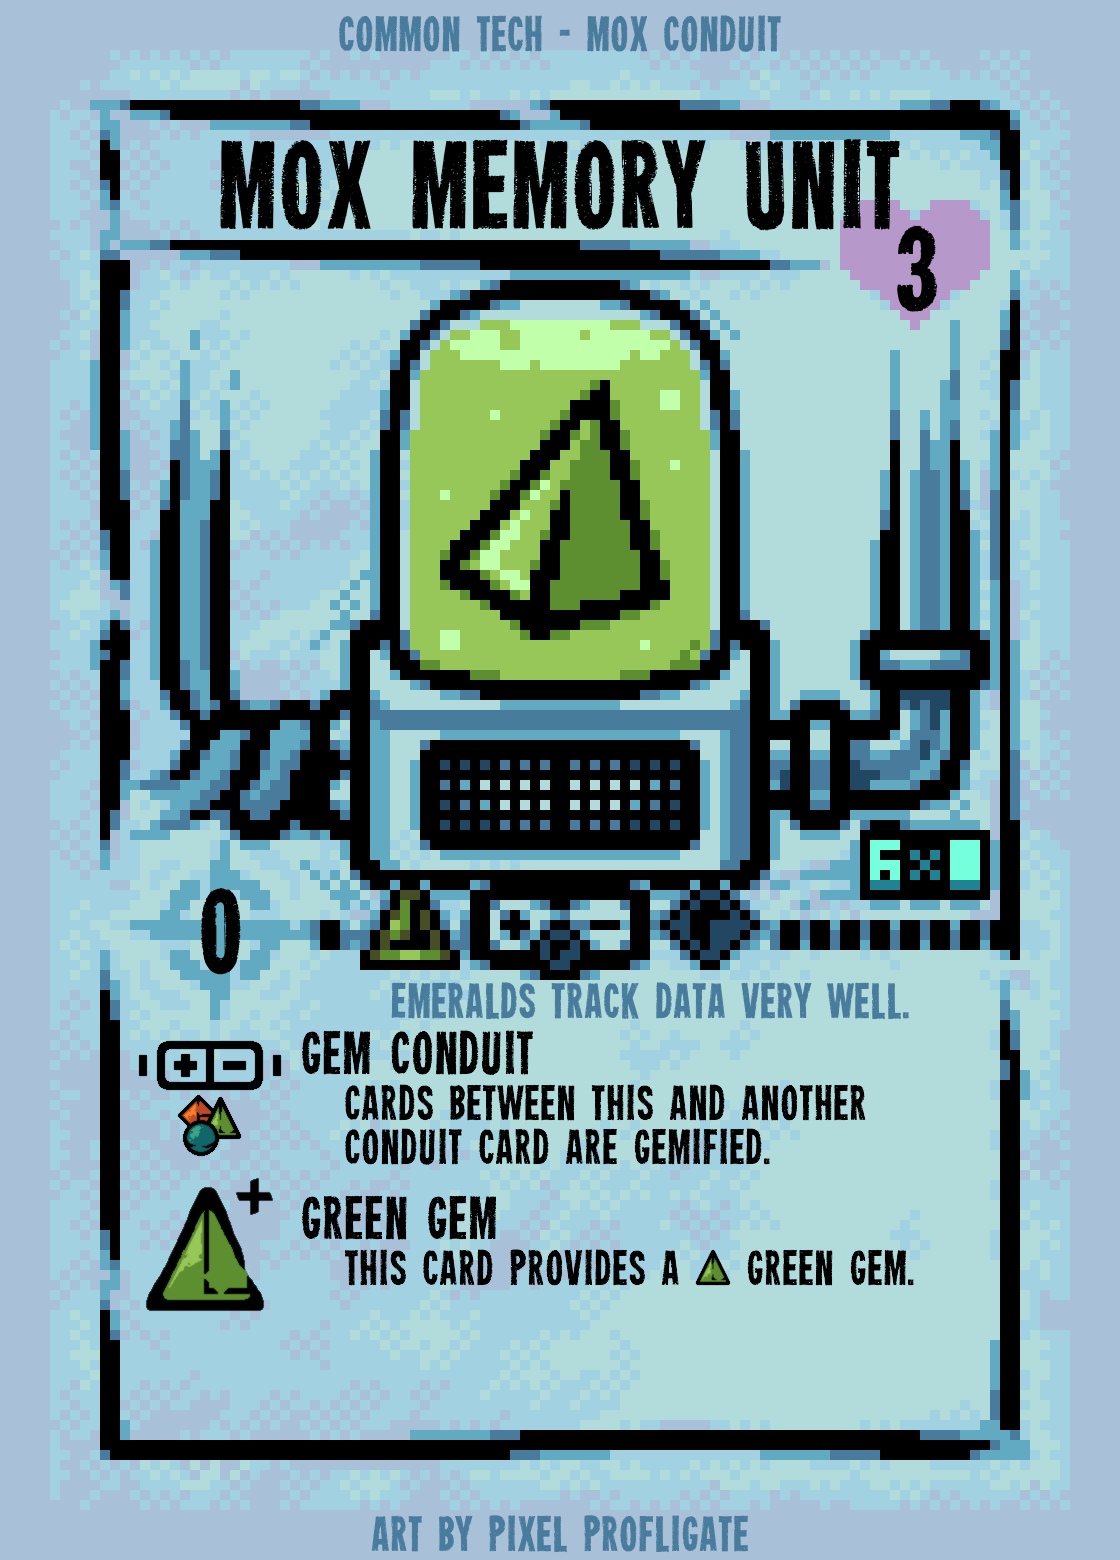 COMMON TECH - MOX CONDUIT
MOX MEMORY UNIT
3
6 x
0
EMERALDS TRACK DATA VERY WELL.
GEM CONDUIT
CARDS BETWEEN THIS AND ANOTHER
CONDUIT CARD ARE GEMIFIED.
GREEN GEM
THIS CARD PROVIDES A GREEN GEM.
ART BY PIXEL PROFLIGATE